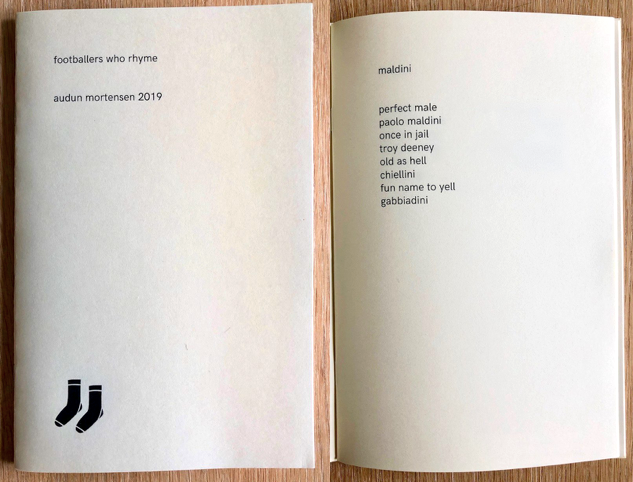 footballers who rhyme
audun mortensen 2019
maldini
perfect male
paolo maldini
once in jail
troy deeney
old as hell
chiellini
fun name to yell
gabbiadini